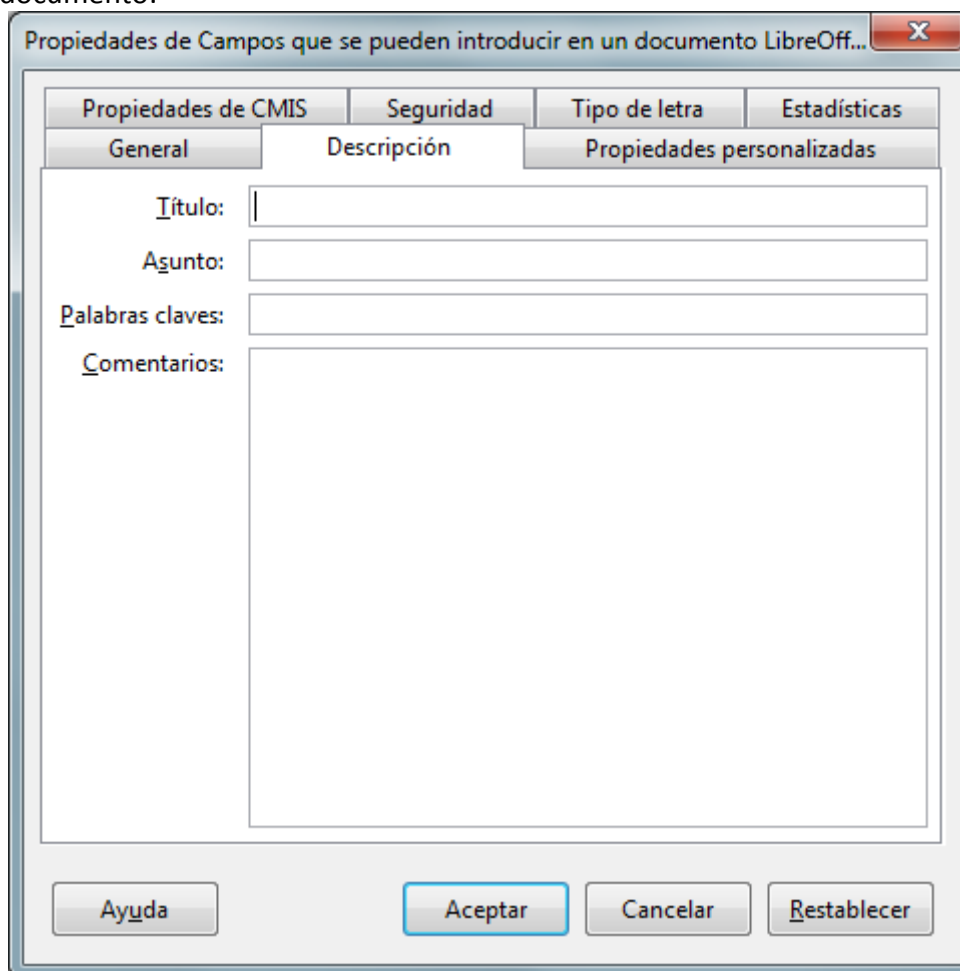 documento.
Propiedades de Campos que se pueden introducir en un documento LibreOff...
Propiedades de CMIS Seguridad Tipo de letra Estadísticas
General Descripción Propiedades personalizadas
Título:
Asunto:
Palabras claves:
Comentarios:
Ayuda Aceptar Cancelar Restablecer